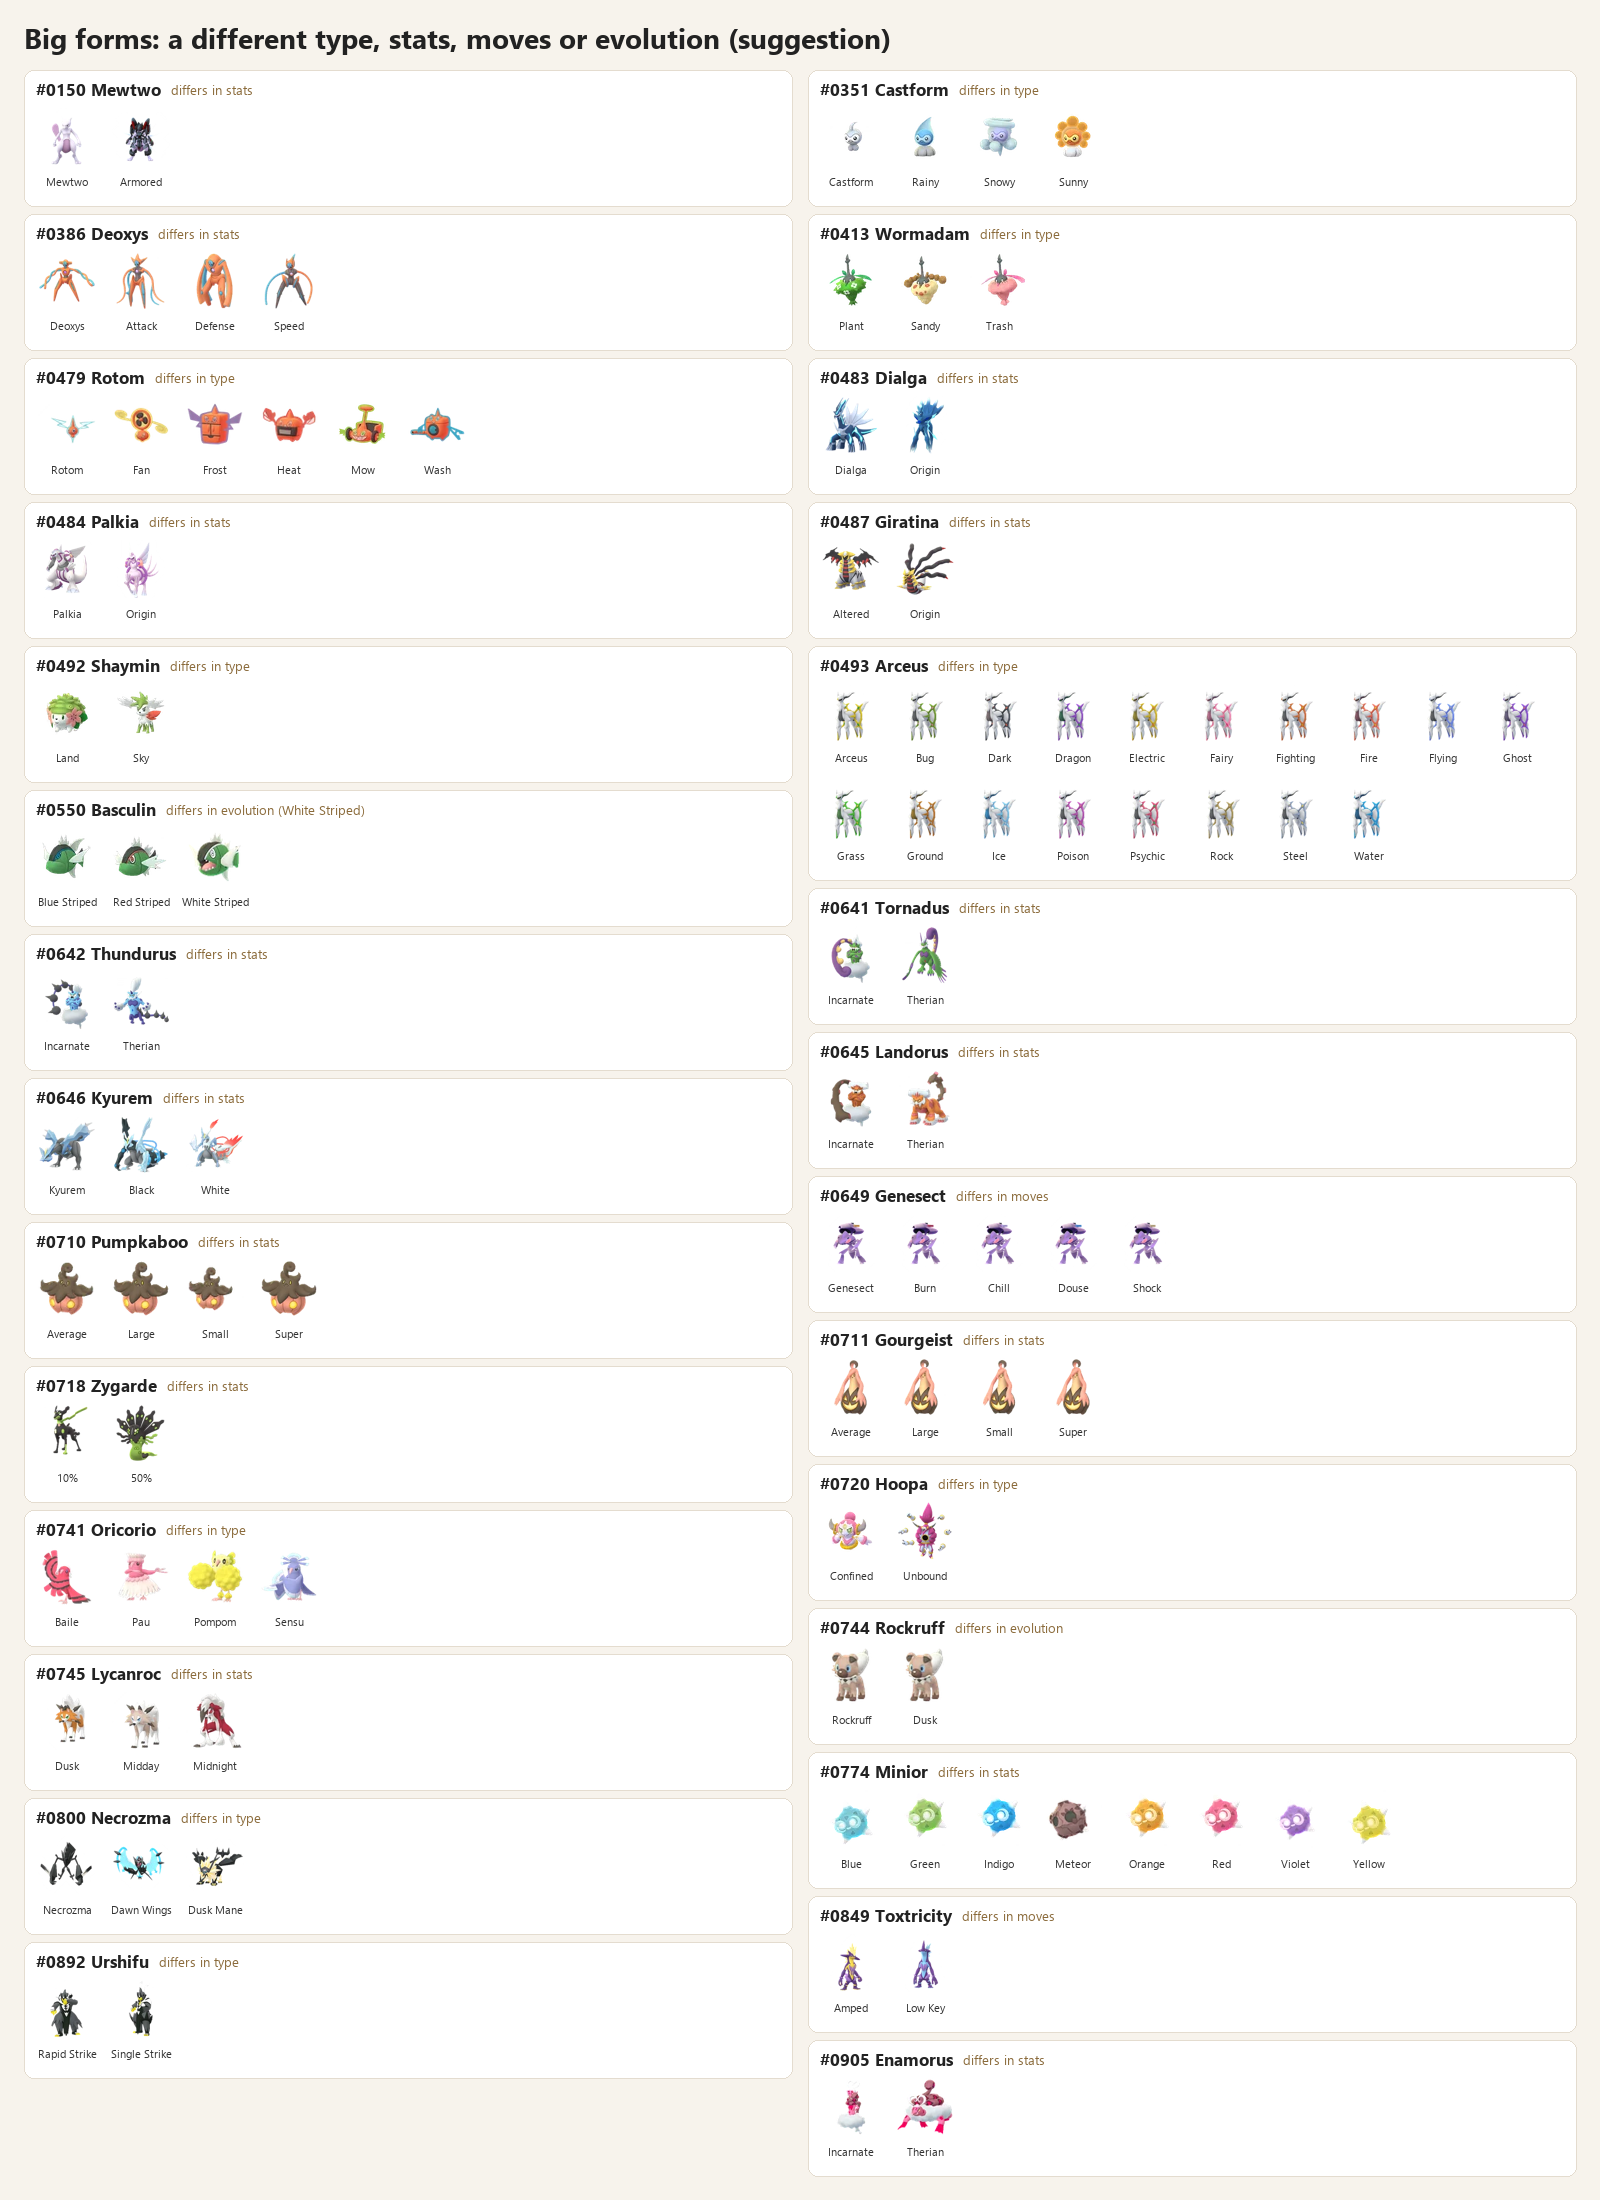 Big forms: a different type, stats, moves or evolution (suggestion)
#0150 Mewtwo differs in stats
Mewtwo Armored
#0386 Deoxys differs in stats
Deoxys Attack Defense Speed
#0479 Rotom differs in type
Rotom Fan Frost Heat Mow Wash
#0484 Palkia differs in stats
Palkia Origin
#0492 Shaymin differs in type
Land Sky
#0550 Basculin differs in evolution (White Striped)
Blue Striped Red Striped White Striped
#0642 Thundurus differs in stats
Incarnate Therian
#0646 Kyurem differs in stats
Kyurem Black White
#0710 Pumpkaboo differs in stats
Average Large Small Super
#0718 Zygarde differs in stats
10% 50%
#0741 Oricorio differs in type
Baile Pau Pompom Sensu
#0745 Lycanroc differs in stats
Dusk Midday Midnight
#0800 Necrozma differs in type
Necrozma Dawn Wings Dusk Mane
#0892 Urshifu differs in type
Rapid Strike Single Strike
#0351 Castform differs in type
Castform Rainy Snowy Sunny
#0413 Wormadam differs in type
Plant Sandy Trash
#0483 Dialga differs in stats
Dialga Origin
#0487 Giratina differs in stats
Altered Origin
#0493 Arceus differs in type
Arceus Bug Dark Dragon Electric Fairy Fighting Fire Flying Ghost
Grass Ground Ice Poison Psychic Rock Steel Water
#0641 Tornadus differs in stats
Incarnate Therian
#0645 Landorus differs in stats
Incarnate Therian
#0649 Genesect differs in moves
Genesect Burn Chill Douse Shock
#0711 Gourgeist differs in stats
Average Large Small Super
#0720 Hoopa differs in type
Confined Unbound
#0744 Rockruff differs in evolution
Rockruff Dusk
#0774 Minior differs in stats
Blue Green Indigo Meteor Orange Red Violet Yellow
#0849 Toxtricity differs in moves
Amped Low Key
#0905 Enamorus differs in stats
Incarnate Therian